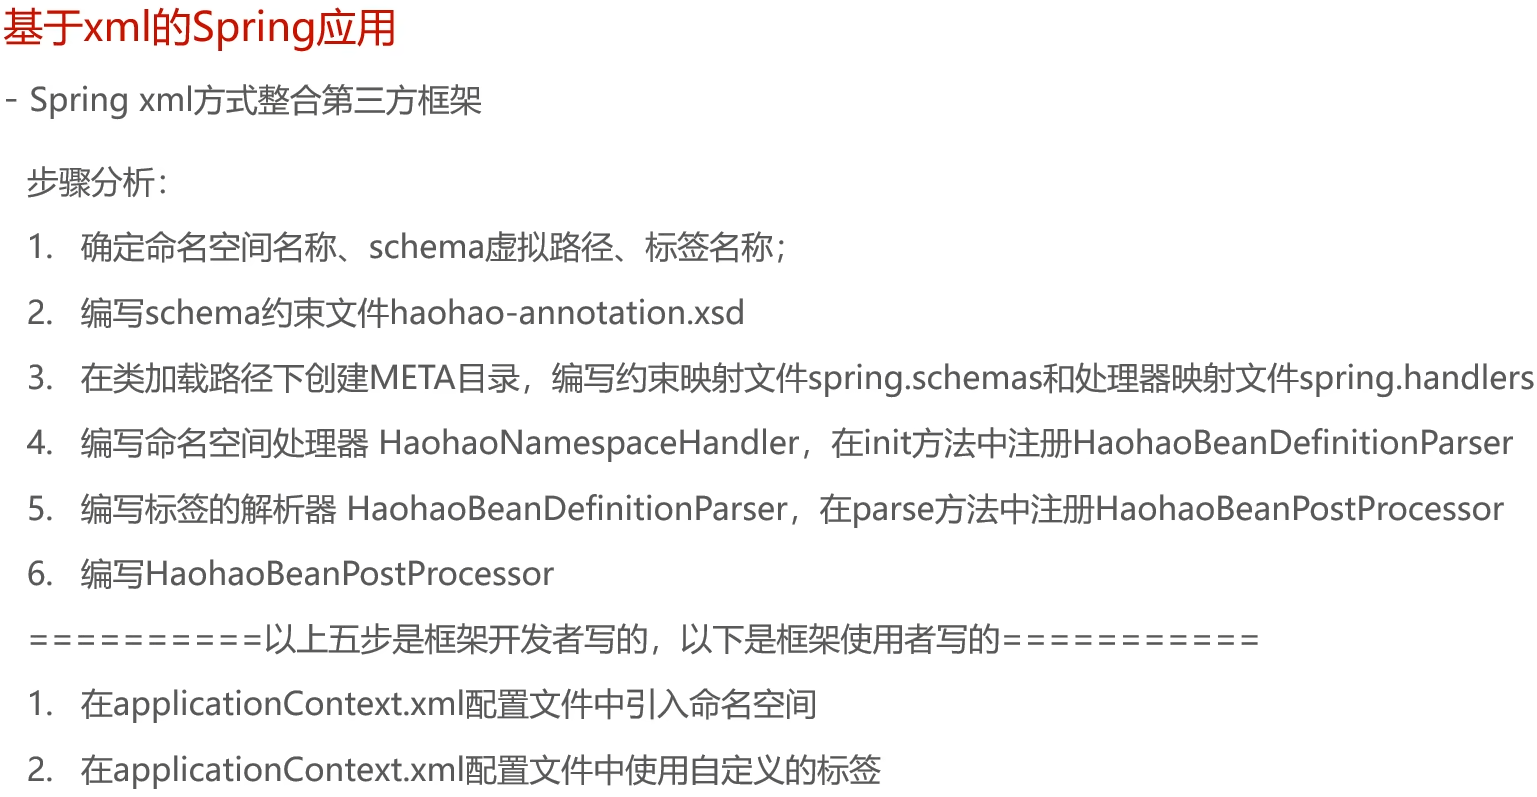 基于xml的Spring应用
- Spring xml方式整合第三方框架
步骤分析：
1. 确定命名空间名称、schema虚拟路径、标签名称；
2. 编写schema约束文件haohao-annotation.xsd
3. 在类加载路径下创建META目录，编写约束映射文件spring.schemas和处理器映射文件spring.handlers
4. 编写命名空间处理器 HaohaoNamespaceHandler，在init方法中注册HaohaoBeanDefinitionParser
5. 编写标签的解析器 HaohaoBeanDefinitionParser，在parse方法中注册HaohaoBeanPostProcessor
6. 编写HaohaoBeanPostProcessor
==========以上五步是框架开发者写的，以下是框架使用者写的===========
1. 在applicationContext.xml配置文件中引入命名空间
2. 在applicationContext.xml配置文件中使用自定义的标签